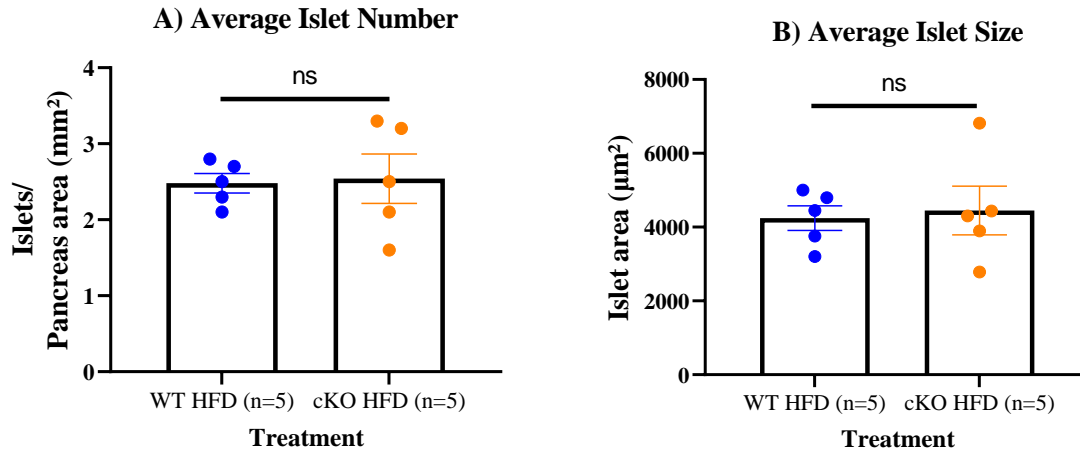 A) Average Islet Number
ns
4
3
2
1
0
Islets/
Pancreas area (mm²)
WT HFD (n=5) cKO HFD (n=5)
Treatment
B) Average Islet Size
ns
8000
6000
4000
2000
0
Islet area (µm²)
WT HFD (n=5) cKO HFD (n=5)
Treatment